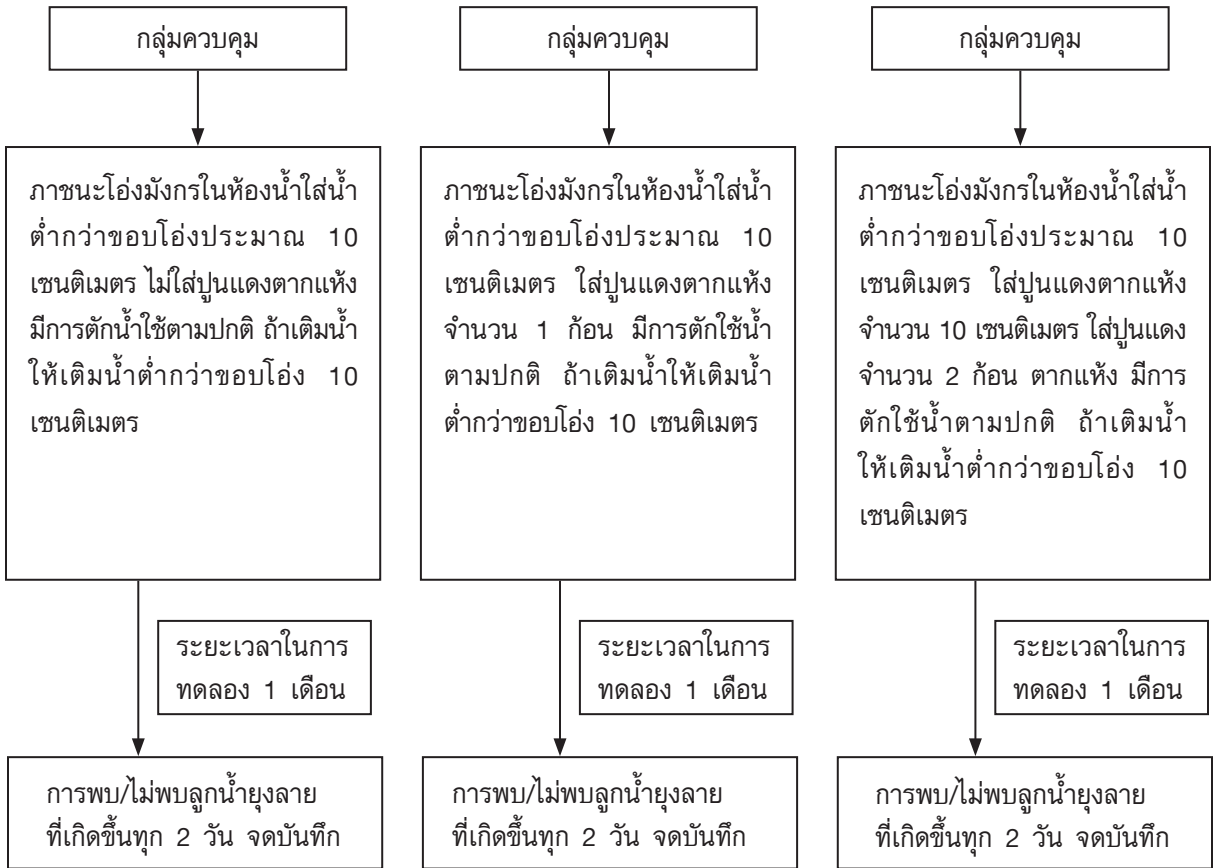 กลุ่มควบคุม
ภาชนะโอ่งมังกรในห้องน้ำใส่น้ำ
ต่ำกว่าขอบโอ่งประมาณ 10
เซนติเมตร ไม่ใส่ปูนแดงตากแห้ง
มีการตักน้ำใช้ตามปกติ ถ้าเติมน้ำ
ให้เติมน้ำต่ำกว่าขอบโอ่ง 10
เซนติเมตร
ระยะเวลาในการ
ทดลอง 1 เดือน
การพบ/ไม่พบลูกน้ำยุงลาย
ที่เกิดขึ้นทุก 2 วัน จดบันทึก
กลุ่มควบคุม
ภาชนะโอ่งมังกรในห้องน้ำใส่น้ำ
ต่ำกว่าขอบโอ่งประมาณ 10
เซนติเมตร ใส่ปูนแดงตากแห้ง
จำนวน 1 ก้อน มีการตักใช้น้ำ
ตามปกติ ถ้าเติมน้ำให้เติมน้ำ
ต่ำกว่าขอบโอ่ง 10 เซนติเมตร
ระยะเวลาในการ
ทดลอง 1 เดือน
การพบ/ไม่พบลูกน้ำยุงลาย
ที่เกิดขึ้นทุก 2 วัน จดบันทึก
กลุ่มควบคุม
ภาชนะโอ่งมังกรในห้องน้ำใส่น้ำ
ต่ำกว่าขอบโอ่งประมาณ 10
เซนติเมตร ใส่ปูนแดงตากแห้ง
จำนวน 10 เซนติเมตร ใส่ปูนแดง
จำนวน 2 ก้อน ตากแห้ง มีการ
ตักใช้น้ำตามปกติ ถ้าเติมน้ำ
ให้เติมน้ำต่ำกว่าขอบโอ่ง 10
เซนติเมตร
ระยะเวลาในการ
ทดลอง 1 เดือน
การพบ/ไม่พบลูกน้ำยุงลาย
ที่เกิดขึ้นทุก 2 วัน จดบันทึก